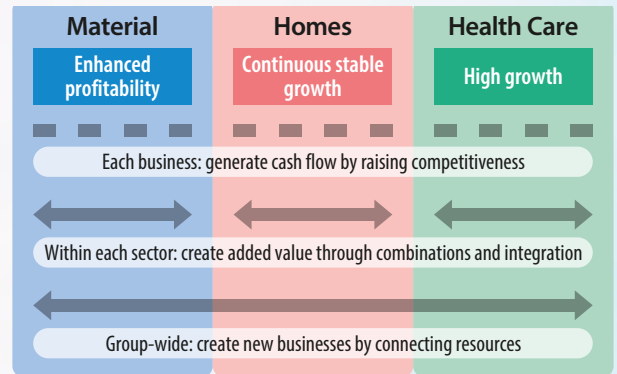 Material
Homes
Health Care
Enhanced
profitability
Continuous stable
growth
High growth
Each business: generate cash flow by raising competitiveness
Within each sector: create added value through combinations and integration
Group-wide: create new businesses by connecting resources